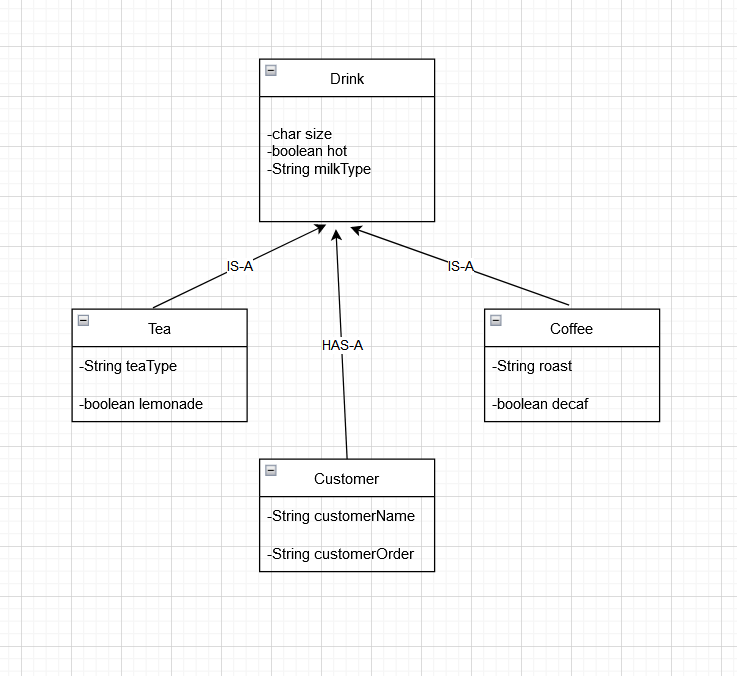 Drink
-char size
-boolean hot
-String milkType
IS-A
IS-A
Tea
-String teaType
-boolean lemonade
HAS-A
Coffee
-String roast
-boolean decaf
Customer
-String customerName
-String customerOrder